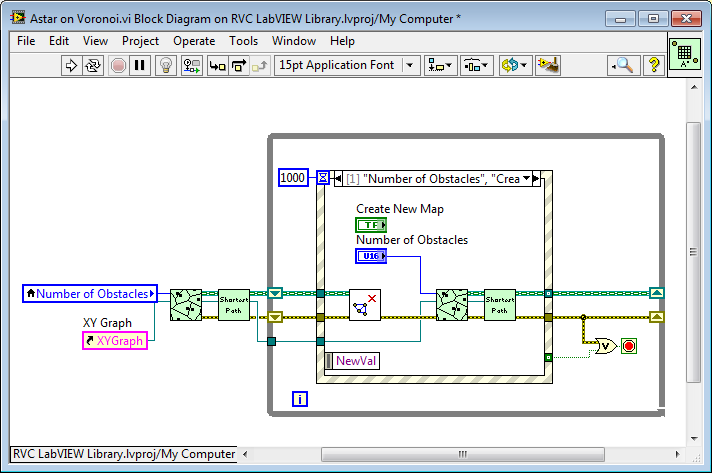 Astar on Voronoi.vi Block Diagram on RVC LabVIEW Library.lvproj/My Computer *
File Edit View Project Operate Tools Window Help
15pt Application Font
A*
1000
[1] "Number of Obstacles", "Crea
Create New Map
TF
Number of Obstacles
U16
Number of Obstacles
Shortest
Path
Shortest
Path
XY Graph
XYGraph
NewVal
V
i
RVC LabVIEW Library.lvproj/My Computer